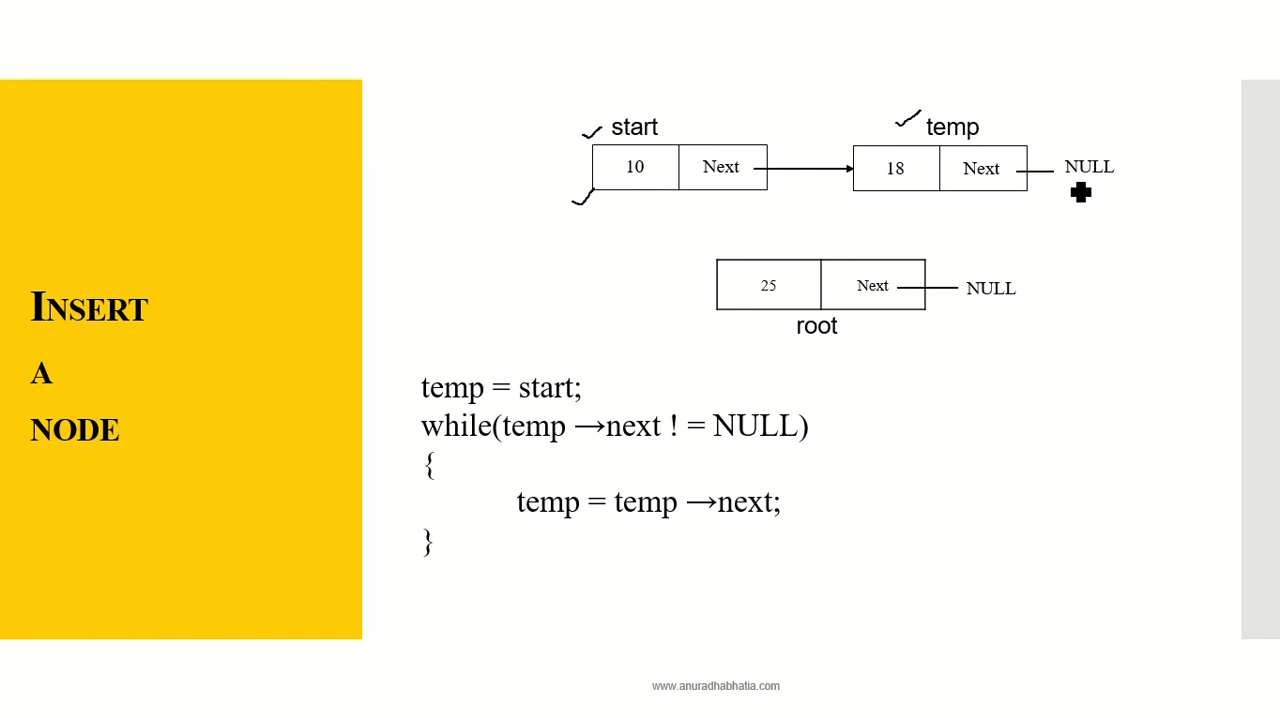 INSERT
A
NODE
start
temp
10 Next 18 Next NULL
25 Next NULL
root
temp = start;
while(temp →next ! = NULL)
{
temp = temp →next;
}
www.anuradhabhatia.com